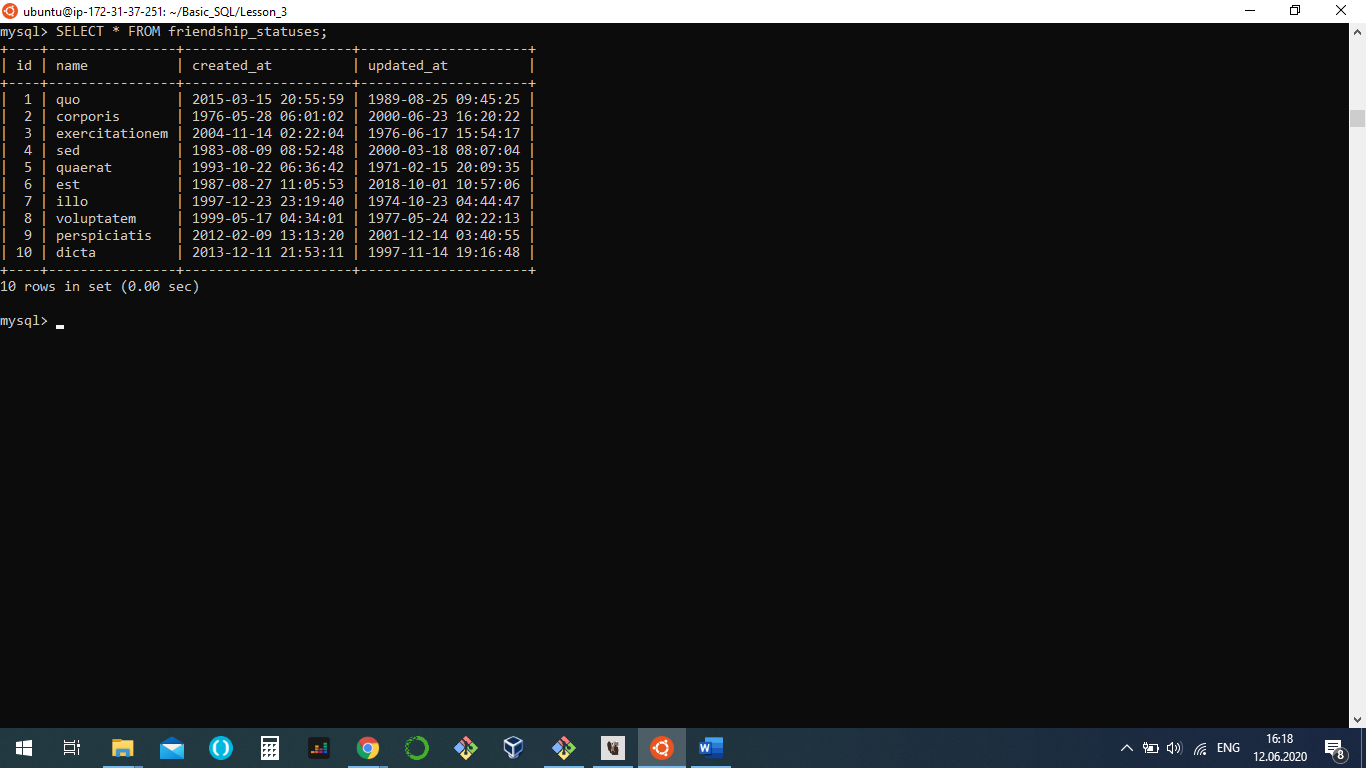 ubuntu@ip-172-31-37-251: ~/Basic_SQL/Lesson_3
mysql> SELECT * FROM friendship_statuses;
+----+----------------+---------------------+---------------------+
| id | name           | created_at          | updated_at          |
+----+----------------+---------------------+---------------------+
|  1 | quo            | 2015-03-15 20:55:59 | 1989-08-25 09:45:25 |
|  2 | corporis       | 1976-05-28 06:01:02 | 2000-06-23 16:20:22 |
|  3 | exercitationem | 2004-11-14 02:22:04 | 1976-06-17 15:54:17 |
|  4 | sed            | 1983-08-09 08:52:48 | 2000-03-18 08:07:04 |
|  5 | quaerat        | 1993-10-22 06:36:42 | 1971-02-15 20:09:35 |
|  6 | est            | 1987-08-27 11:05:53 | 2018-10-01 10:57:06 |
|  7 | illo           | 1997-12-23 23:19:40 | 1974-10-23 04:44:47 |
|  8 | voluptatem     | 1999-05-17 04:34:01 | 1977-05-24 02:22:13 |
|  9 | perspiciatis   | 2012-02-09 13:13:20 | 2001-12-14 03:40:55 |
| 10 | dicta          | 2013-12-11 21:53:11 | 1997-11-14 19:16:48 |
+----+----------------+---------------------+---------------------+
10 rows in set (0.00 sec)
mysql>
ENG
16:18
12.06.2020
8